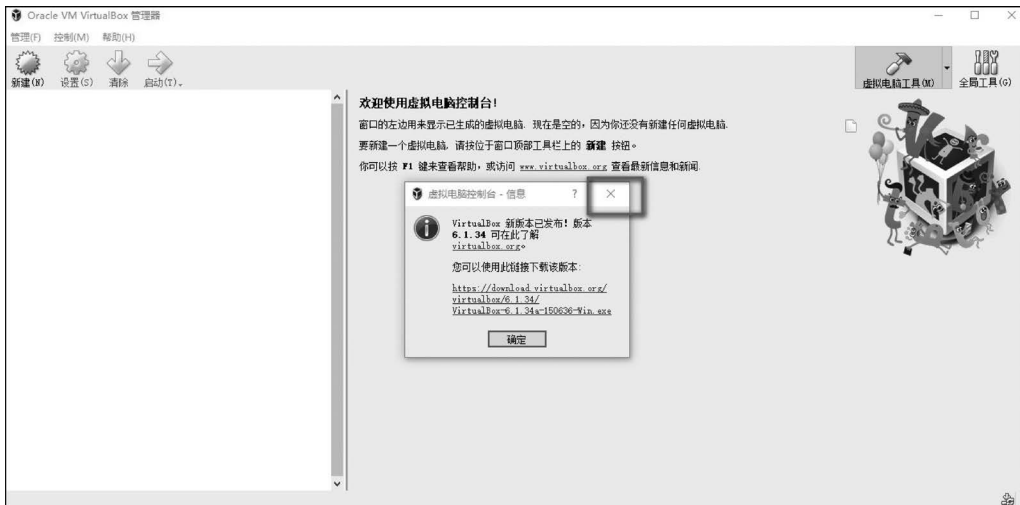 Oracle VM VirtualBox 管理器
管理(F) 控制(M) 帮助(H)
新建(N) 设置(S) 清除 启动(T)
虚拟电脑工具(M) 全局工具(G)
欢迎使用虚拟电脑控制台!
窗口的左边用来显示已生成的虚拟电脑. 现在是空的, 因为你还没有新建任何虚拟电脑.
要新建一个虚拟电脑, 请按位于窗口顶部工具栏上的 新建 按钮。
你可以按 F1 键来查看帮助, 或访问 www.virtualbox.org 查看最新信息和新闻.
虚拟电脑控制台 - 信息 ?
VirtualBox 新版本已发布! 版本
6.1.34 可在此了解
virtualbox.org。
您可以使用此链接下载该版本:
https://download.virtualbox.org/
virtualbox/6.1.34/
VirtualBox-6.1.34a-150636-Win.exe
确定